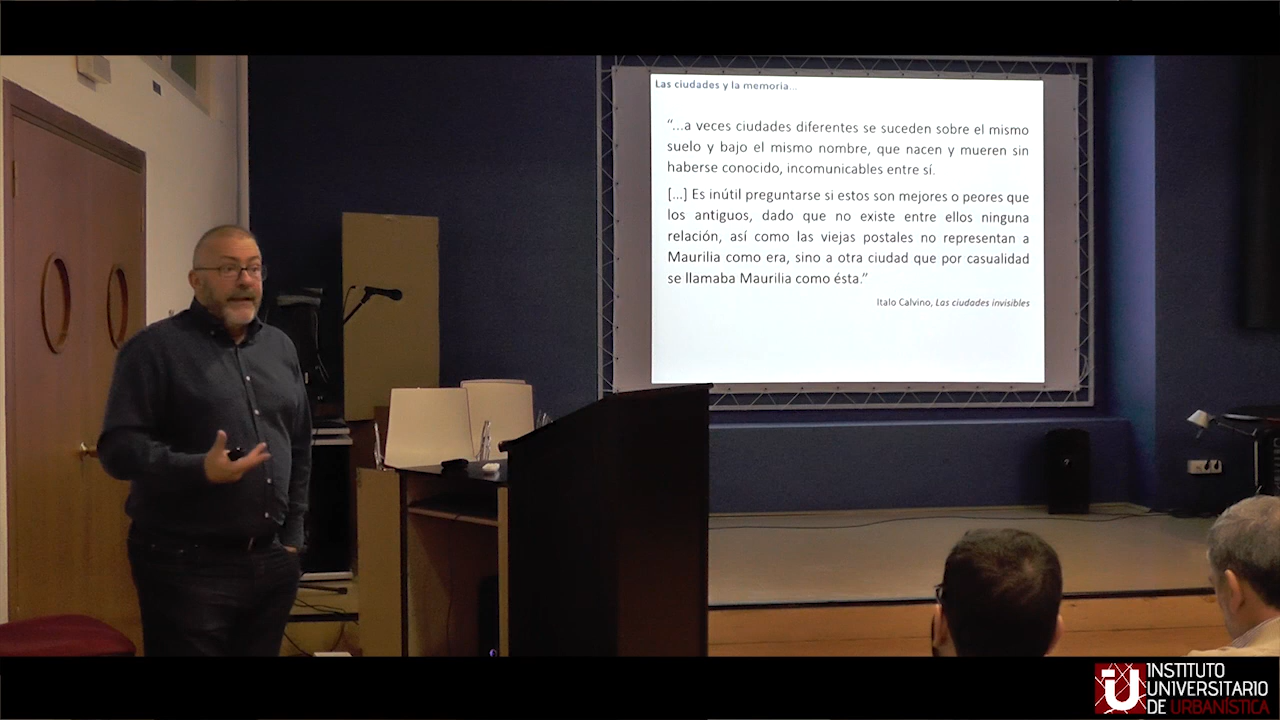 Las ciudades y la memoria...
“...a veces ciudades diferentes se suceden sobre el mismo
suelo y bajo el mismo nombre, que nacen y mueren sin
haberse conocido, incomunicables entre sí.
[...] Es inútil preguntarse si estos son mejores o peores que
los antiguos, dado que no existe entre ellos ninguna
relación, así como las viejas postales no representan a
Maurilia como era, sino a otra ciudad que por casualidad
se llamaba Maurilia como ésta.”
Italo Calvino, Las ciudades invisibles
iU INSTITUTO
UNIVERSITARIO
DE URBANÍSTICA